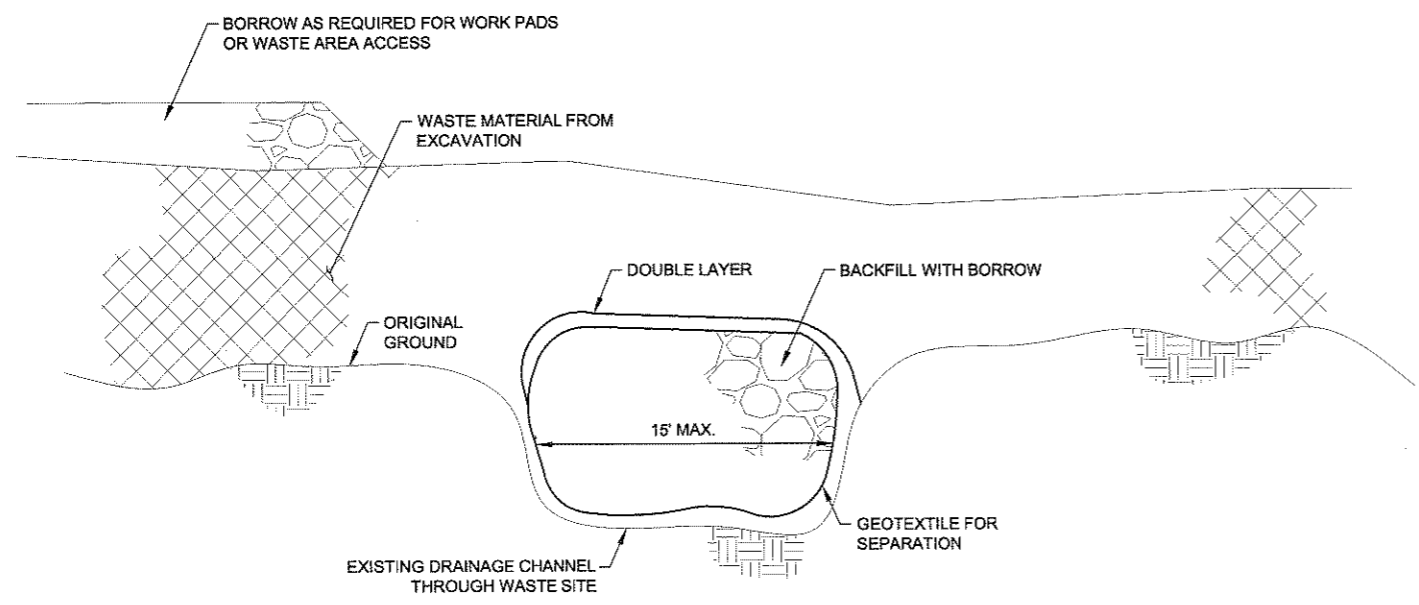 BORROW AS REQUIRED FOR WORK PADS
OR WASTE AREA ACCESS
WASTE MATERIAL FROM
EXCAVATION
DOUBLE LAYER
BACKFILL WITH BORROW
ORIGINAL
GROUND
15' MAX.
GEOTEXTILE FOR
SEPARATION
EXISTING DRAINAGE CHANNEL
THROUGH WASTE SITE